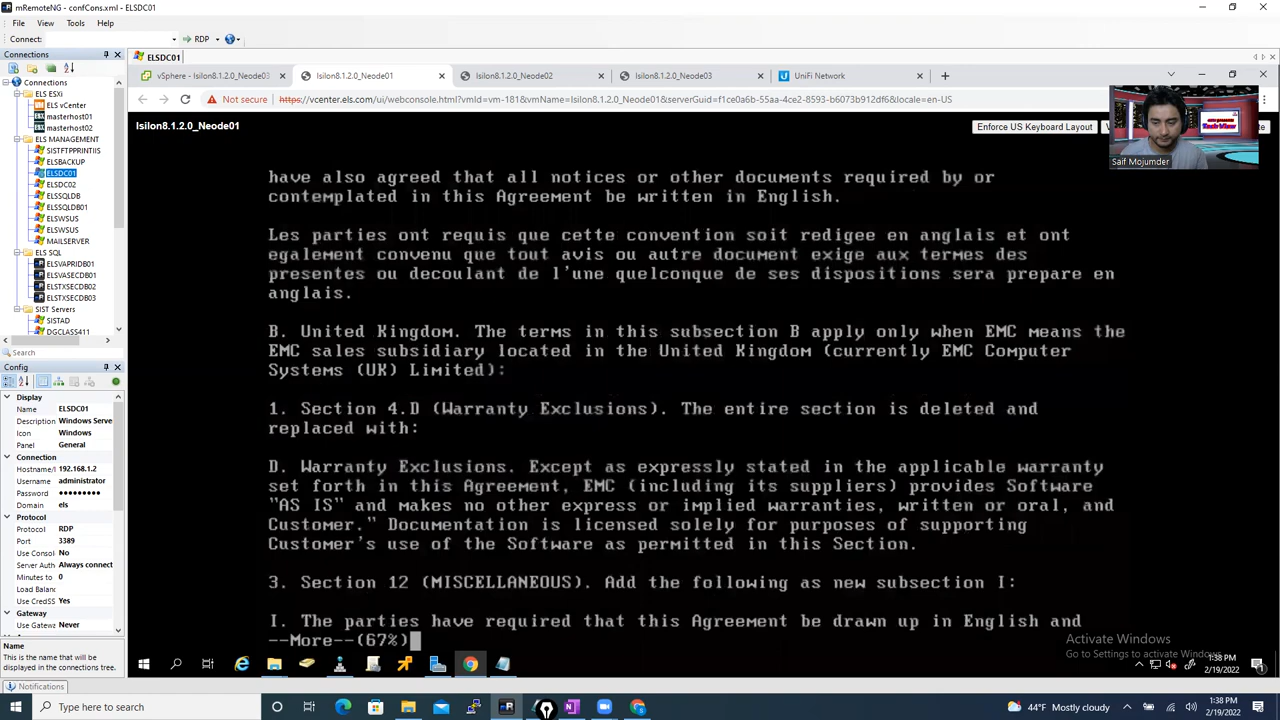 mRemoteNG - confCons.xml - ELSDC01
File View Tools Help
Connect: RDP
Connections
ELSDC01
Connections
ELS ESXi
ELS vCenter
masterhost01
masterhost02
ELS MANAGEMENT
SISTFTPPRINTIIS
ELSBACKUP
ELSDC01
ELSDC02
ELSSQLDB
ELSSQLDB01
ELSWSUS
ELSWSUS
MAILSERVER
ELS SQL
ELSVAPRIDB01
ELSVASECDB01
ELSTXSECDB02
ELSTXSECDB03
SIST Servers
SISTAD
DGCLASS411
Search
Config
Display
Name ELSDC01
Description Windows Serve
Icon Windows
Panel General
Connection
Hostname/I 192.168.1.2
Username administrator
Password •••••••••
Domain els
Protocol
Protocol RDP
Port 3389
Use Consol No
Server Auth Always connect
Minutes to 0
Load Balanc
Use CredSS Yes
Gateway
Use Gatew Never
Name
This is the name that will be
displayed in the connections tree.
Notifications
vSphere - Isilon8.1.2.0_Neode03 Isilon8.1.2.0_Neode01 Isilon8.1.2.0_Neode02 Isilon8.1.2.0_Neode03 UniFi Network
Not secure https://vcenter.els.com/ui/webconsole.html?vmId=vm-
Name=Isilon8.1.2.0_Neode01&serverGuid=f1caaa6b-55aa-4ce2-8593-b6073b912df6&locale=en-US
Isilon8.1.2.0_Neode01
Enforce US Keyboard Layout
Tech View
Saif Mojumder
have also agreed that all notices or other documents required by or
contemplated in this Agreement be written in English.
Les parties ont requis que cette conventionsoit redigee en anglais et ont
egalement convenu que tout avis ou autre document exige aux termes des
presentes ou decoulant de l'une quelconque de ses dispositions sera prepare en
anglais.
B. United Kingdom. The terms in this subsection B apply only when EMC means the
EMC sales subsidiary located in the United Kingdom (currently EMC Computer
Systems (UK) Limited):
1. Section 4.D (Warranty Exclusions). The entire section is deleted and
replaced with:
D. Warranty Exclusions. Except as expressly stated in the applicable warranty
set forth in this Agreement, EMC (including its suppliers) provides Software
"AS IS" and makes no other express or implied warranties, written or oral, and
Customer." Documentation is licensed solely for purposes of supporting
Customer's use of the Software as permitted in this Section.
3. Section 12 (MISCELLANEOUS). Add the following as new subsection I:
I. The parties have required that this Agreement be drawn up in English and
--More--(67%)
Activate Windows
Go to Settings to activate Windows.
1:38 PM
2/19/2022
Type here to search
44°F Mostly cloudy
1:38 PM
2/19/2022